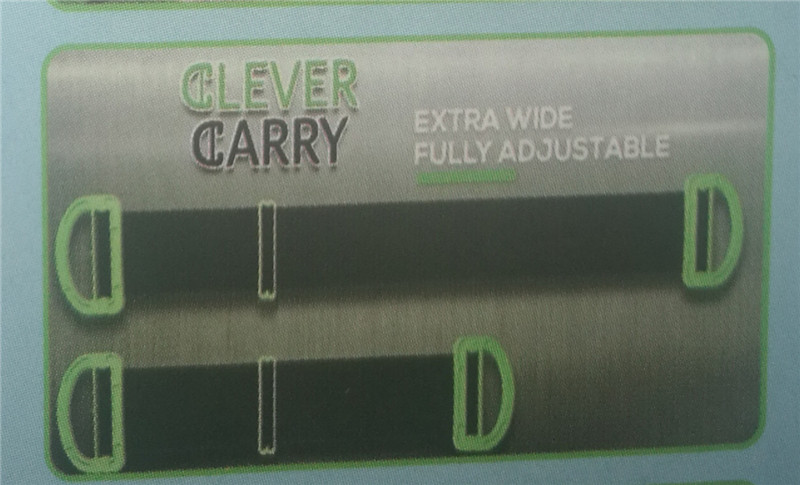 CLEVER
CARRY
EXTRA WIDE
FULLY ADJUSTABLE